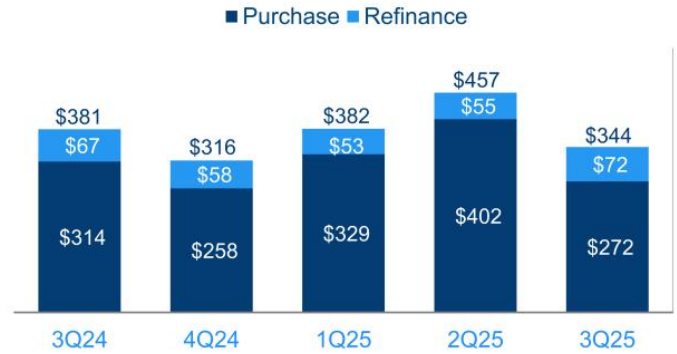 Purchase Refinance
$381 $316 $382 $457 $344
$67 $58 $53 $55 $72
$314 $258 $329 $402 $272
3Q24 4Q24 1Q25 2Q25 3Q25